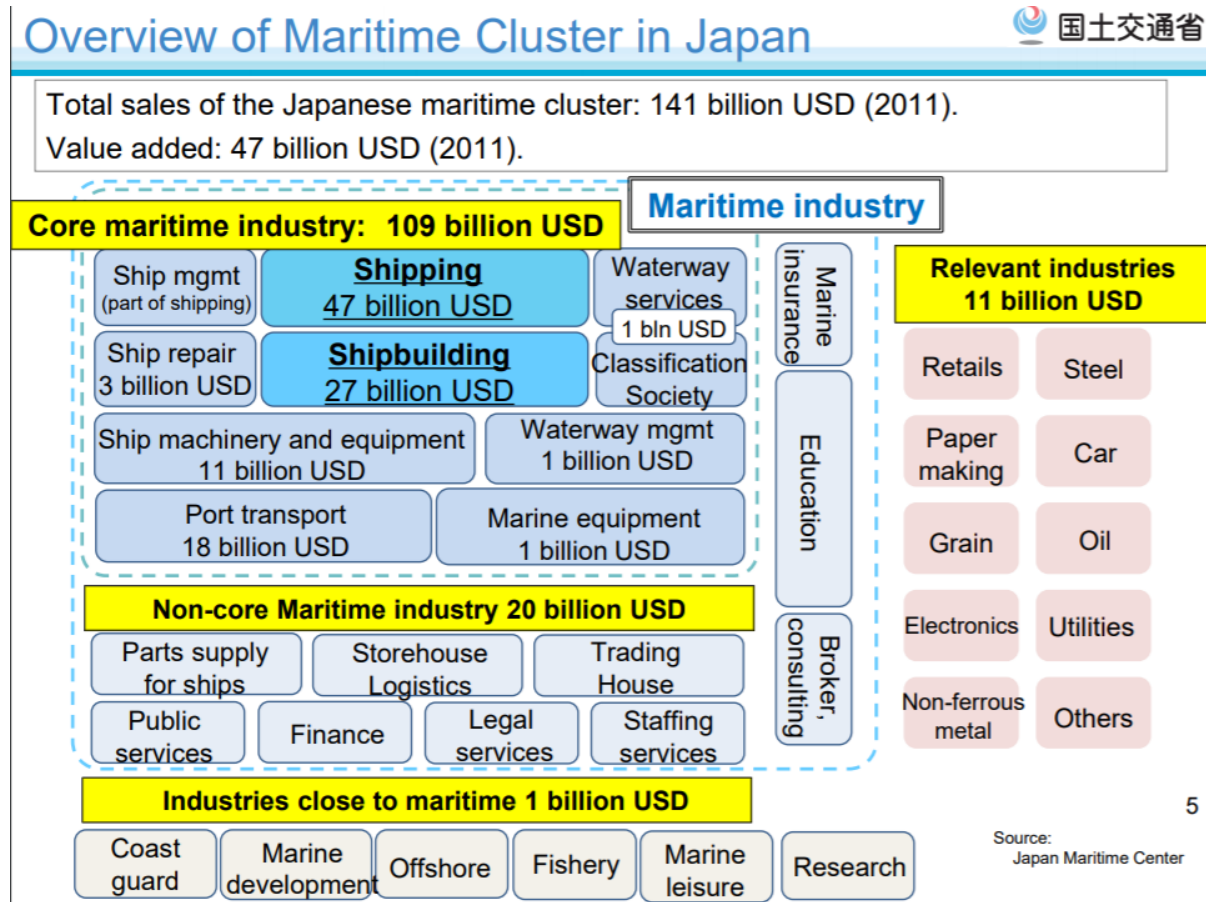 Overview of Maritime Cluster in Japan
国土交通省
Total sales of the Japanese maritime cluster: 141 billion USD (2011).
Value added: 47 billion USD (2011).
Maritime industry
Core maritime industry: 109 billion USD
Ship mgmt
(part of shipping)
Shipping
47 billion USD
Waterway
services
1 bln USD
Ship repair
3 billion USD
Shipbuilding
27 billion USD
Classification
Society
Ship machinery and equipment
11 billion USD
Waterway mgmt
1 billion USD
Port transport
18 billion USD
Marine equipment
1 billion USD
Marine
insurance
Education
Broker,
consulting
Non-core Maritime industry 20 billion USD
Parts supply
for ships
Storehouse
Logistics
Trading
House
Public
services
Finance
Legal
services
Staffing
services
Relevant industries
11 billion USD
Retails
Steel
Paper
making
Car
Grain
Oil
Electronics
Utilities
Non-ferrous
metal
Others
Industries close to maritime 1 billion USD
Coast
guard
Marine
development
Offshore
Fishery
Marine
leisure
Research
5
Source:
Japan Maritime Center